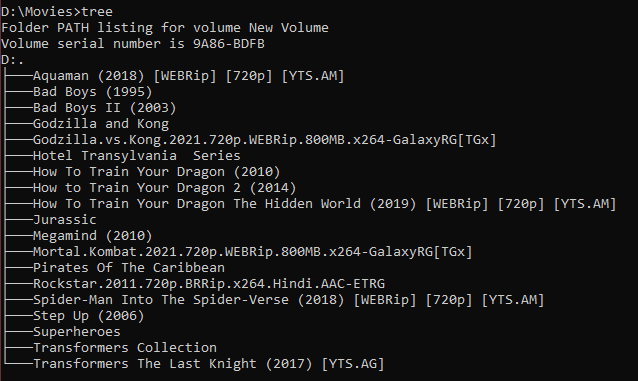 D:\Movies>tree
Folder PATH listing for volume New Volume
Volume serial number is 9A86-BDFB
D:.
├───Aquaman (2018) [WEBRip] [720p] [YTS.AM]
├───Bad Boys (1995)
├───Bad Boys II (2003)
├───Godzilla and Kong
├───Godzilla.vs.Kong.2021.720p.WEBRip.800MB.x264-GalaxyRG[TGx]
├───Hotel Transylvania  Series
├───How To Train Your Dragon (2010)
├───How to Train Your Dragon 2 (2014)
├───How To Train Your Dragon The Hidden World (2019) [WEBRip] [720p] [YTS.AM]
├───Jurassic
├───Megamind (2010)
├───Mortal.Kombat.2021.720p.WEBRip.800MB.x264-GalaxyRG[TGx]
├───Pirates Of The Caribbean
├───Rockstar.2011.720p.BRRip.x264.Hindi.AAC-ETRG
├───Spider-Man Into The Spider-Verse (2018) [WEBRip] [720p] [YTS.AM]
├───Step Up (2006)
├───Superheroes
├───Transformers Collection
└───Transformers The Last Knight (2017) [YTS.AG]